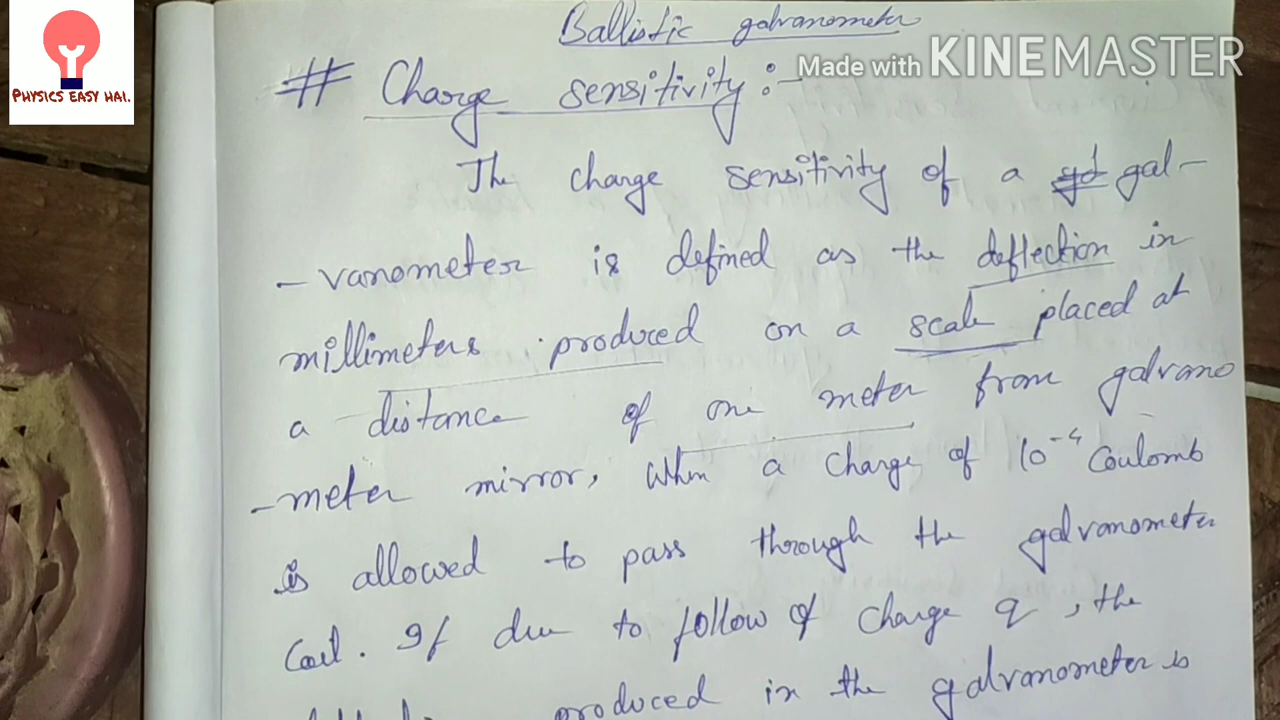 Ballistic galvanometer
Made with KINEMASTER
PHYSICS EASY HAI.
# Charge sensitivity :-
The charge sensitivity of a gal-
-vanometer is defined as the deflection in
millimeters produced on a scale placed at
a distance of one meter from galvano
-meter mirror, When a charge of 10⁻⁴ Coulomb
is allowed to pass through the galvanometer
Coil. If due to follow of charge q, the
produced in the galvanometer is